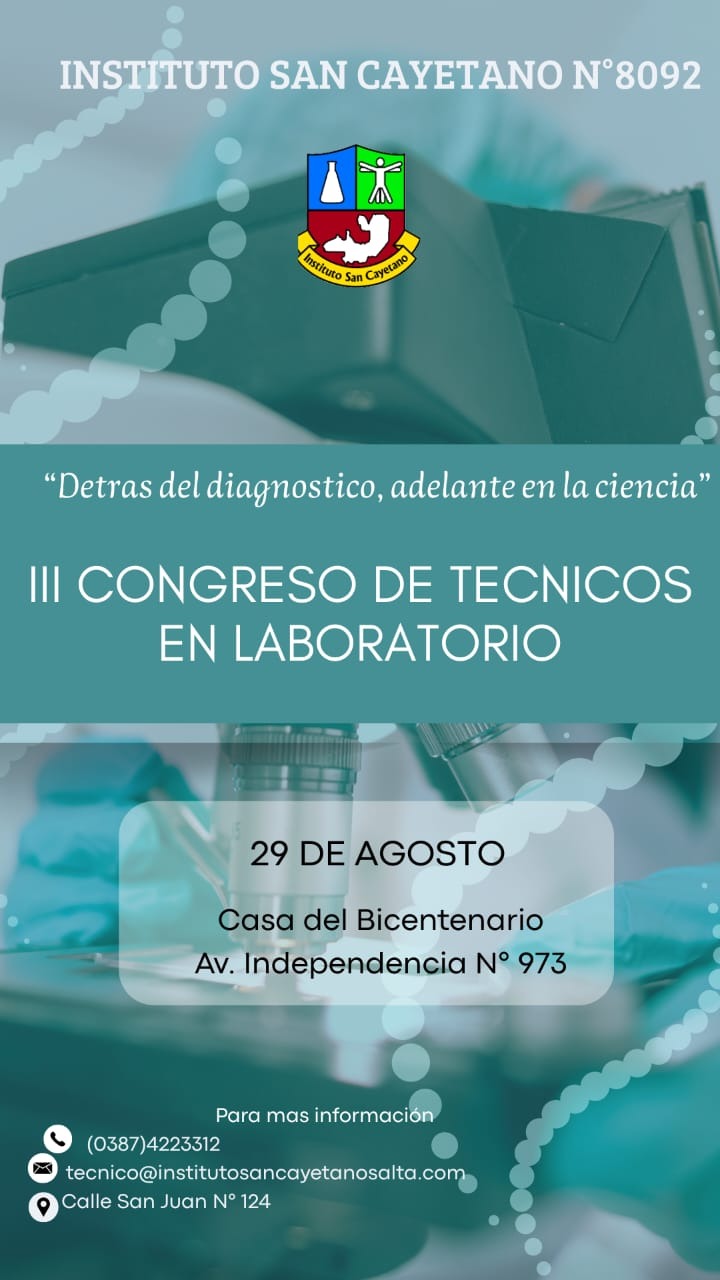 INSTITUTO SAN CAYETANO N°8092
Instituto San Cayetano
“Detras del diagnostico, adelante en la ciencia”
III CONGRESO DE TECNICOS
EN LABORATORIO
29 DE AGOSTO
Casa del Bicentenario
Av. Independencia N° 973
Para mas información
(0387)4223312
tecnico@institutosancayetanosalta.com
Calle San Juan N° 124